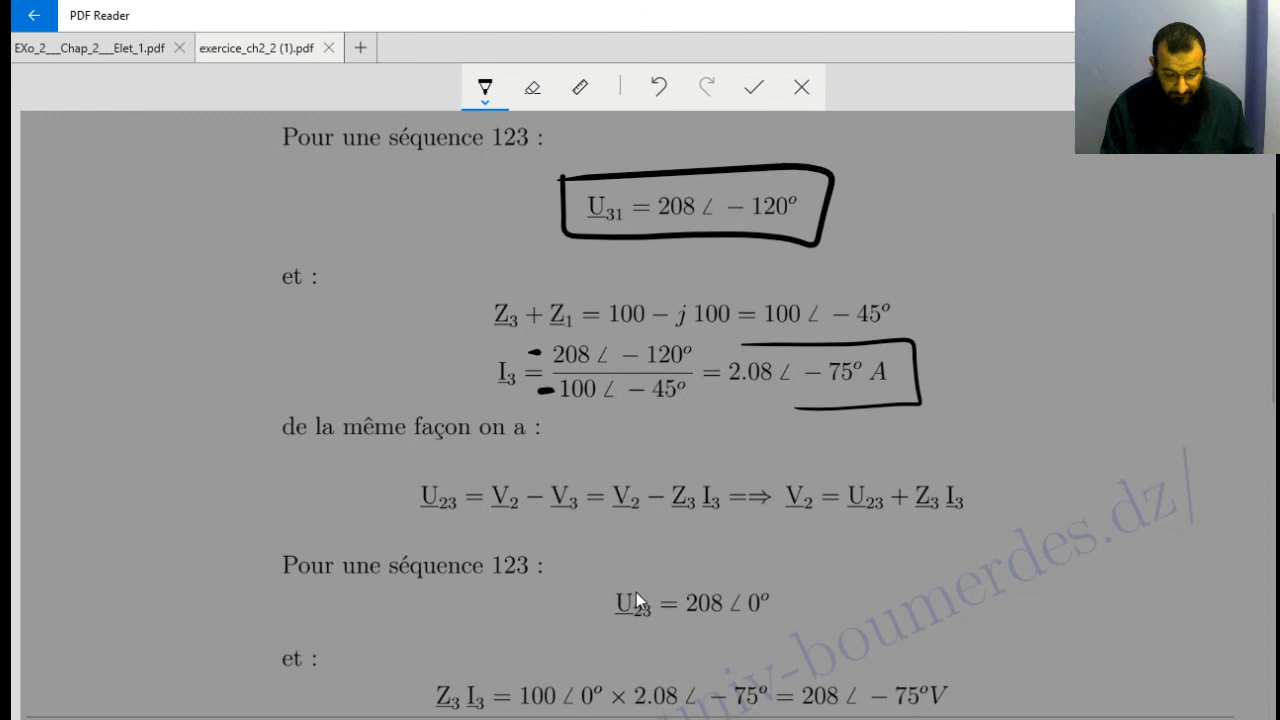 PDF Reader
EXo_2___Chap_2___Elet_1.pdf
exercice_ch2_2 (1).pdf
Pour une séquence 123 :
U31 = 208 ∠ − 120°
et :
Z3 + Z1 = 100 − j 100 = 100 ∠ − 45°
I3 = 208 ∠ − 120° / 100 ∠ − 45° = 2.08 ∠ − 75° A
de la même façon on a :
U23 = V2 − V3 = V2 − Z3 I3 ⟹ V2 = U23 + Z3 I3
Pour une séquence 123 :
U23 = 208 ∠ 0°
et :
Z3 I3 = 100 ∠ 0° × 2.08 ∠ − 75° = 208 ∠ − 75°V
univ-boumerdes.dz/